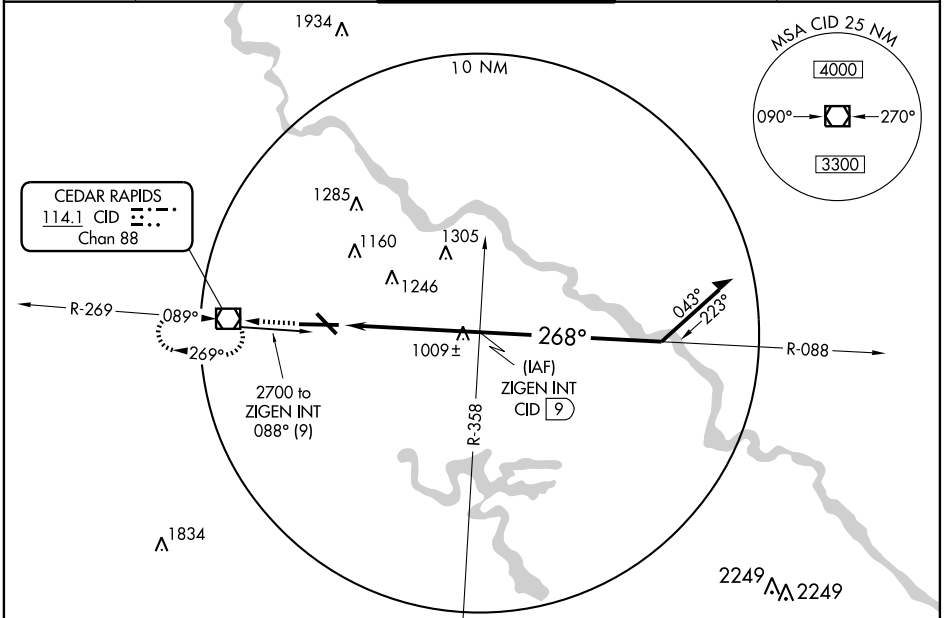 1934
MSA CID 25 NM
4000
090°
270°
3300
10 NM
CEDAR RAPIDS
114.1 CID
Chan 88
1285
1160
1305
1246
R-269
089°
269°
043°
223°
268°
1009±
R-088
(IAF)
ZIGEN INT
CID 9
2700 to
ZIGEN INT
088° (9)
R-358
1834
2249
2249